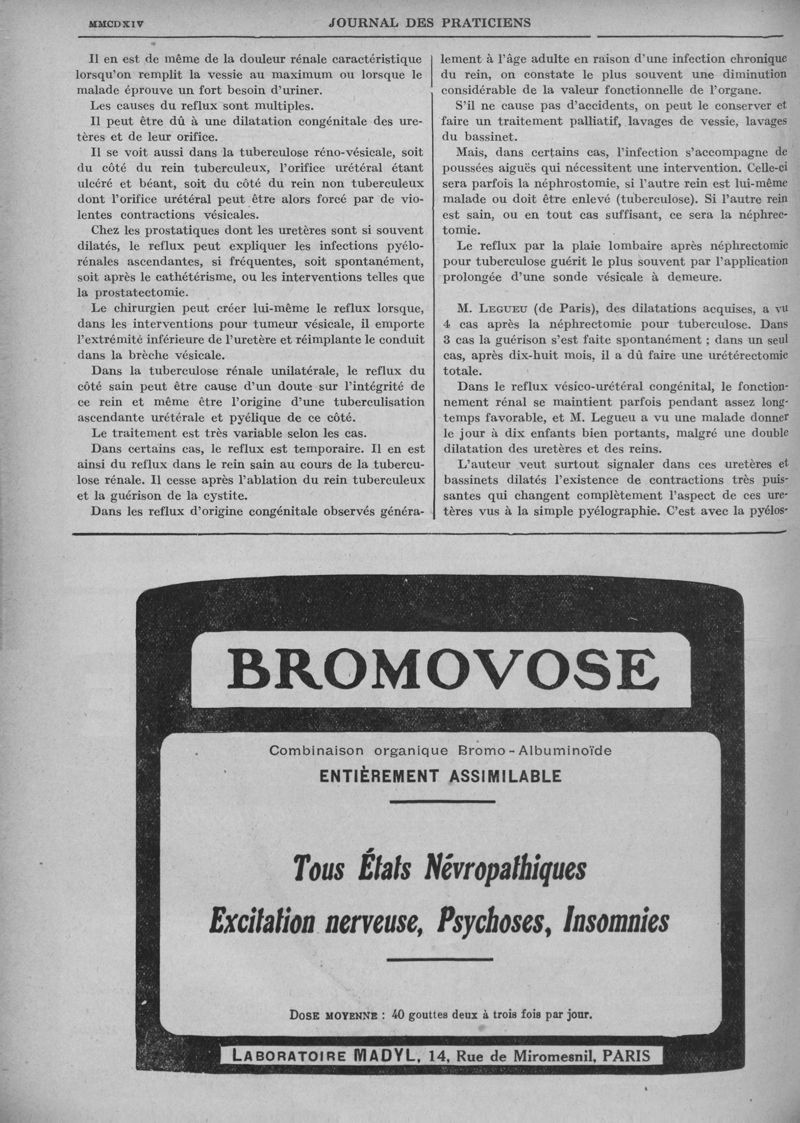 MMCDXIV
JOURNAL DES PRATICIENS
Il en est de même de la douleur rénale caractéristique
lorsqu'on remplit la vessie au maximum ou lorsque le
malade éprouve un fort besoin d'uriner.
Les causes du reflux sont multiples.
Il peut être dû à une dilatation congénitale des ure-
tères et de leur orifice.
Il se voit aussi dans la tuberculose réno-vésicale, soit
du côté du rein tuberculeux, l'orifice urétéral étant
ulcéré et béant, soit du côté du rein non tuberculeux
dont l'orifice urétéral peut être alors forcé par de vio-
lentes contractions vésicales.
Chez les prostatiques dont les uretères sont si souvent
dilatés, le reflux peut expliquer les infections pyélo-
rénales ascendantes, si fréquentes, soit spontanément,
soit après le cathétérisme, ou les interventions telles que
la prostatectomie.
Le chirurgien peut créer lui-même le reflux lorsque,
dans les interventions pour tumeur vésicale, il emporte
l'extrémité inférieure de l'uretère et réimplante le conduit
dans la brèche vésicale.
Dans la tuberculose rénale unilatérale, le reflux du
côté sain peut être cause d'un doute sur l'intégrité de
ce rein et même être l'origine d'une tuberculisation
ascendante urétérale et pyélique de ce côté.
Le traitement est très variable selon les cas.
Dans certains cas, le reflux est temporaire. Il en est
ainsi du reflux dans le rein sain au cours de la tubercu-
lose rénale. Il cesse après l'ablation du rein tuberculeux
et la guérison de la cystite.
Dans les reflux d'origine congénitale observés généra-
lement à l'âge adulte en raison d'une infection chronique
du rein, on constate le plus souvent une diminution
considérable de la valeur fonctionnelle de l'organe.
S'il ne cause pas d'accidents, on peut le conserver et
faire un traitement palliatif, lavages de vessie, lavages
du bassinet.
Mais, dans certains cas, l'infection s'accompagne de
poussées aiguës qui nécessitent une intervention. Celle-ci
sera parfois la néphrostomie, si l'autre rein est lui-même
malade ou doit être enlevé (tuberculose). Si l'autre rein
est sain, ou en tout cas suffisant, ce sera la néphrec-
tomie.
Le reflux par la plaie lombaire après néphrectomie
pour tuberculose guérit le plus souvent par l'application
prolongée d'une sonde vésicale à demeure.
M. LEGUEU (de Paris), des dilatations acquises, a vu
4 cas après la néphrectomie pour tuberculose. Dans
3 cas la guérison s'est faite spontanément ; dans un seul
cas, après dix-huit mois, il a dû faire une urétérectomie
totale.
Dans le reflux vésico-urétéral congénital, le fonction-
nement rénal se maintient parfois pendant assez long-
temps favorable, et M. Legueu a vu une malade donner
le jour à dix enfants bien portants, malgré une double
dilatation des uretères et des reins.
L'auteur veut surtout signaler dans ces uretères et
bassinets dilatés l'existence de contractions très puis-
santes qui changent complètement l'aspect de ces ure-
tères vus à la simple pyélographie. C'est avec la pyélos-
BROMOVOSE
Combinaison organique Bromo-Albuminoïde
ENTIÈREMENT ASSIMILABLE
Tous États Névropathiques
Excitation nerveuse, Psychoses, Insomnies
DOSE MOYENNE : 40 gouttes deux à trois fois par jour.
LABORATOIRE MADYL, 14, Rue de Miromesnil, PARIS